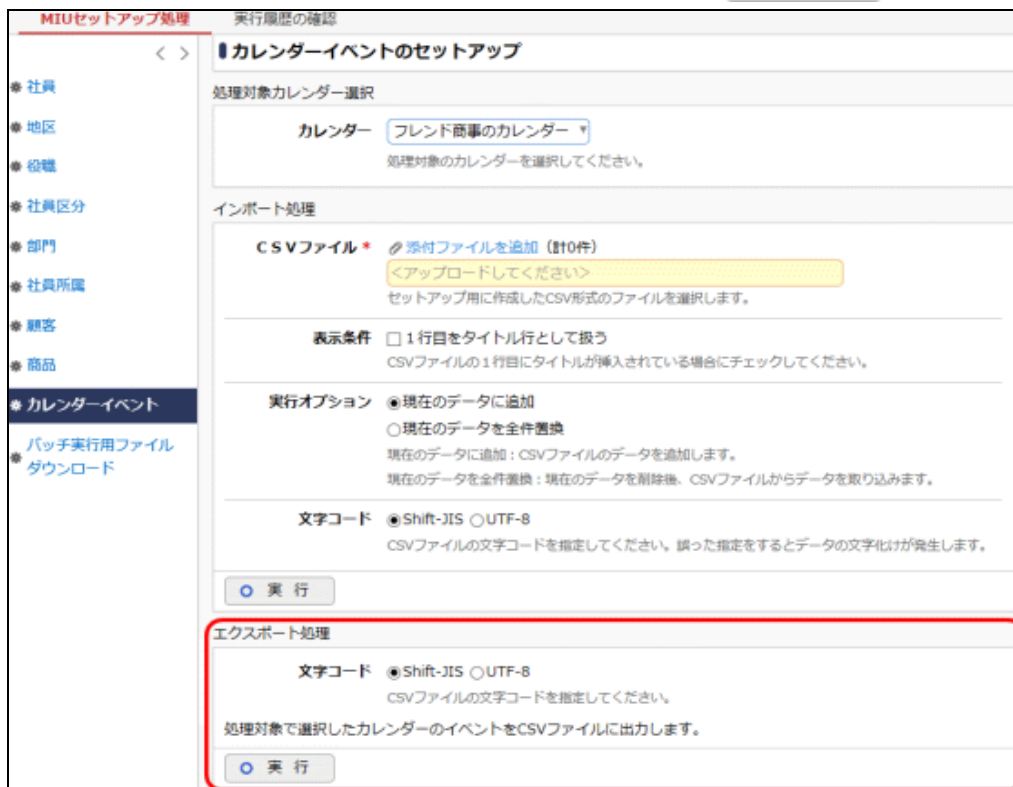 MIUセットアップ処理　実行履歴の確認
社員
地区
役職
社員区分
部門
社員所属
顧客
商品
カレンダーイベント
バッチ実行用ファイル
ダウンロード
カレンダーイベントのセットアップ
処理対象カレンダー選択
カレンダー　フレンド商事のカレンダー
処理対象のカレンダーを選択してください。
インポート処理
CSVファイル *　添付ファイルを追加（計0件）
<アップロードしてください>
セットアップ用に作成したCSV形式のファイルを選択します。
表示条件　1行目をタイトル行として扱う
CSVファイルの1行目にタイトルが挿入されている場合にチェックしてください。
実行オプション　現在のデータに追加
現在のデータを全件置換
現在のデータに追加：CSVファイルのデータを追加します。
現在のデータを全件置換：現在のデータを削除後、CSVファイルからデータを取り込みます。
文字コード　Shift-JIS　UTF-8
CSVファイルの文字コードを指定してください。誤った指定をするとデータの文字化けが発生します。
実 行
エクスポート処理
文字コード　Shift-JIS　UTF-8
CSVファイルの文字コードを指定してください。
処理対象で選択したカレンダーのイベントをCSVファイルに出力します。
実 行